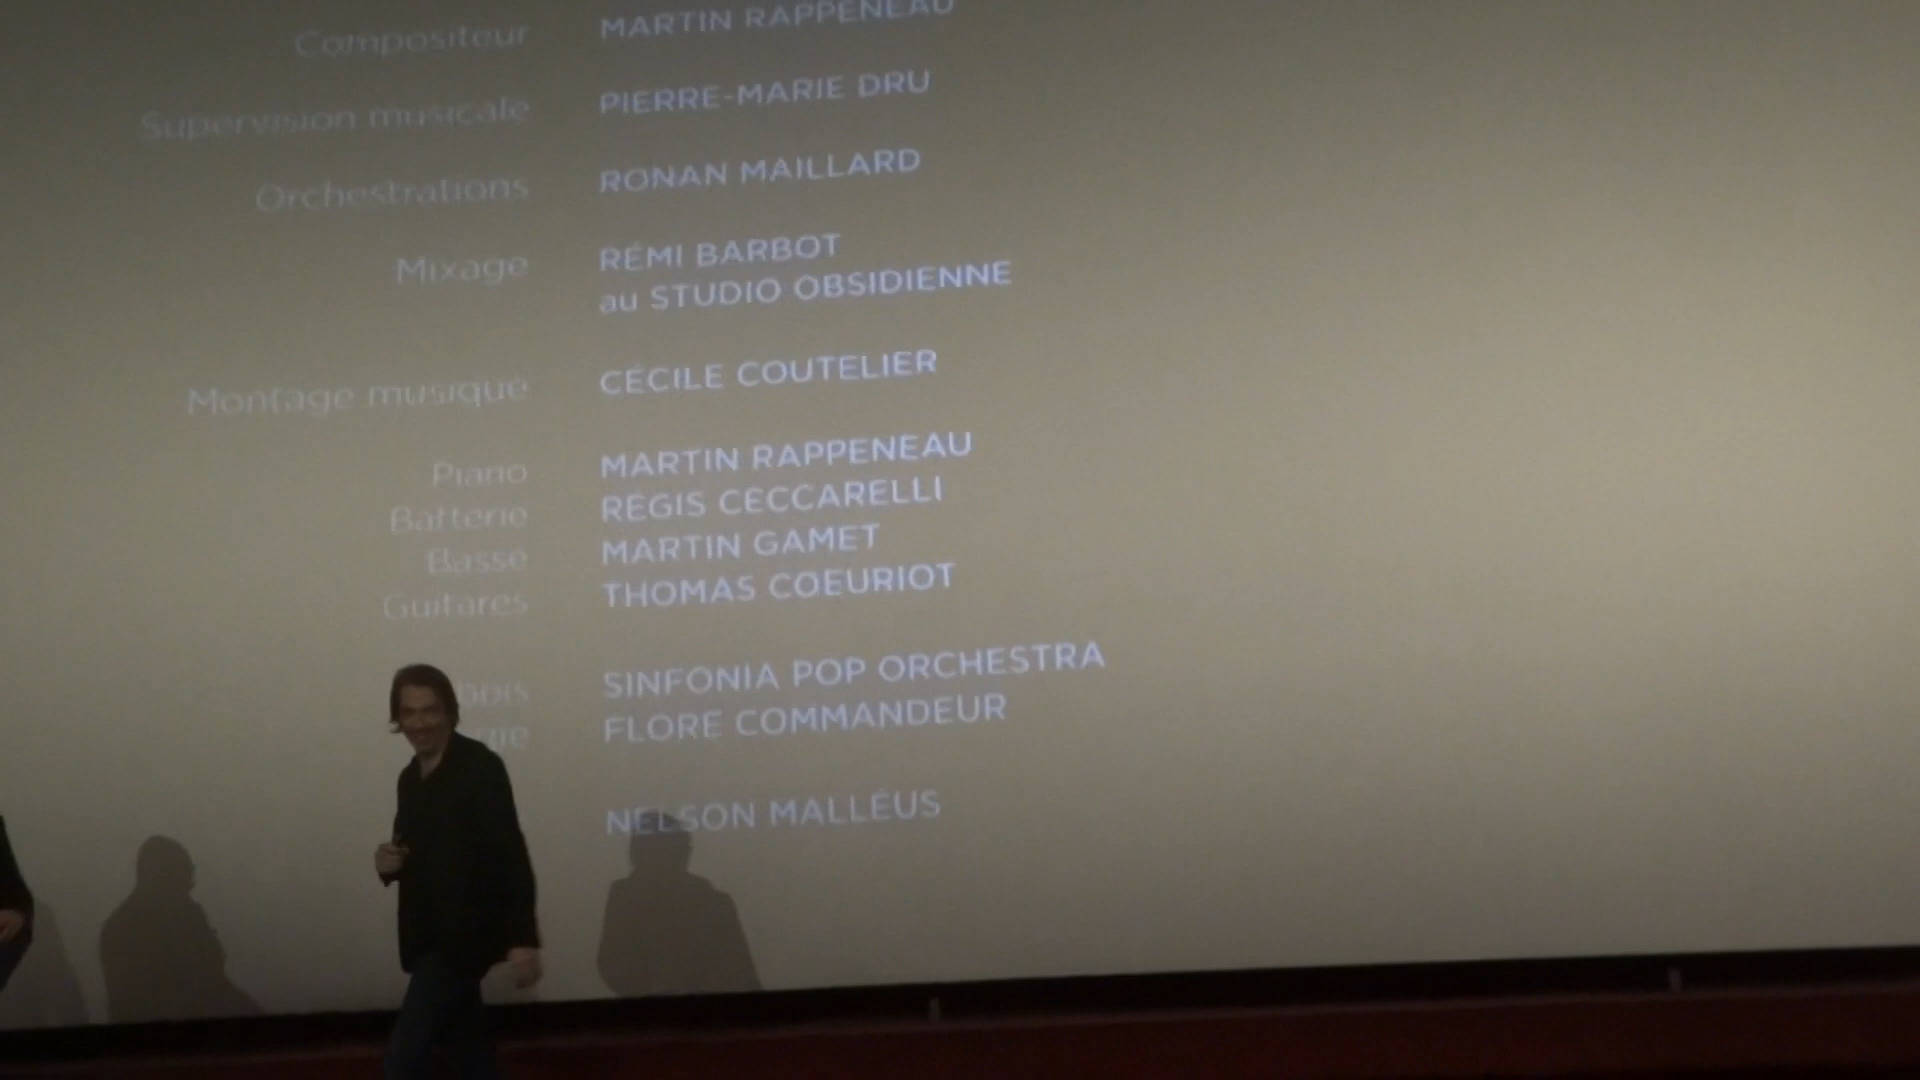 Compositeur MARTIN RAPPENEAU
Supervision musicale PIERRE-MARIE DRU
Orchestrations RONAN MAILLARD
Mixage RÉMI BARBOT
au STUDIO OBSIDIENNE
Montage musique CÉCILE COUTELIER
Piano MARTIN RAPPENEAU
Batterie RÉGIS CECCARELLI
Basse MARTIN GAMET
Guitares THOMAS CŒURIOT
SINFONIA POP ORCHESTRA
FLORE COMMANDEUR
NELSON MALLÉUS